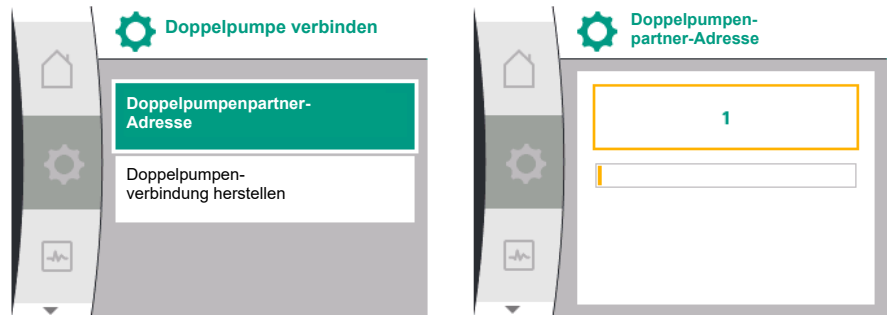 Doppelpumpe verbinden
Doppelpumpenpartner-
Adresse
Doppelpumpen-
verbindung herstellen
Doppelpumpen-
partner-Adresse
1